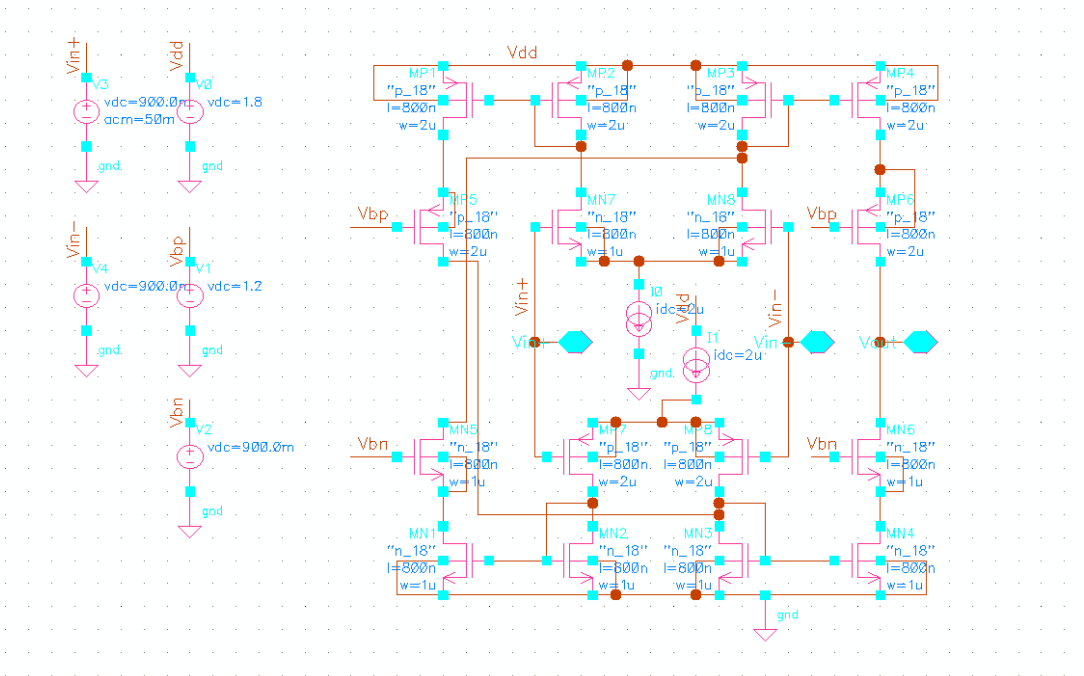 Vin+
V3
vdc=900.0m
acm=50m
gnd
Vdd
V0
vdc=1.8
gnd
Vin-
V4
vdc=900.0m
gnd
Vbp
V1
vdc=1.2
gnd
Vbn
V2
vdc=900.0m
gnd
Vdd
MP1
"p_18"
l=800n
w=2u
MP2
"p_18"
l=800n
w=2u
MP3
"p_18"
l=800n
w=2u
MP4
"p_18"
l=800n
w=2u
Vbp
MP5
"p_18"
l=800n
w=2u
MN7
"n_18"
l=800n
w=1u
MN8
"n_18"
l=800n
w=1u
Vbp
MP6
"p_18"
l=800n
w=2u
Vin+
I0
idc=2u
gnd
Vdd
I1
idc=2u
Vin-
Vin+
Vin-
Vout
Vbn
MN5
"n_18"
l=800n
w=1u
MP7
"p_18"
l=800n
w=2u
MP8
"p_18"
l=800n
w=2u
Vbn
MN6
"n_18"
l=800n
w=1u
MN1
"n_18"
l=800n
w=1u
MN2
"n_18"
l=800n
w=1u
MN3
"n_18"
l=800n
w=1u
MN4
"n_18"
l=800n
w=1u
gnd